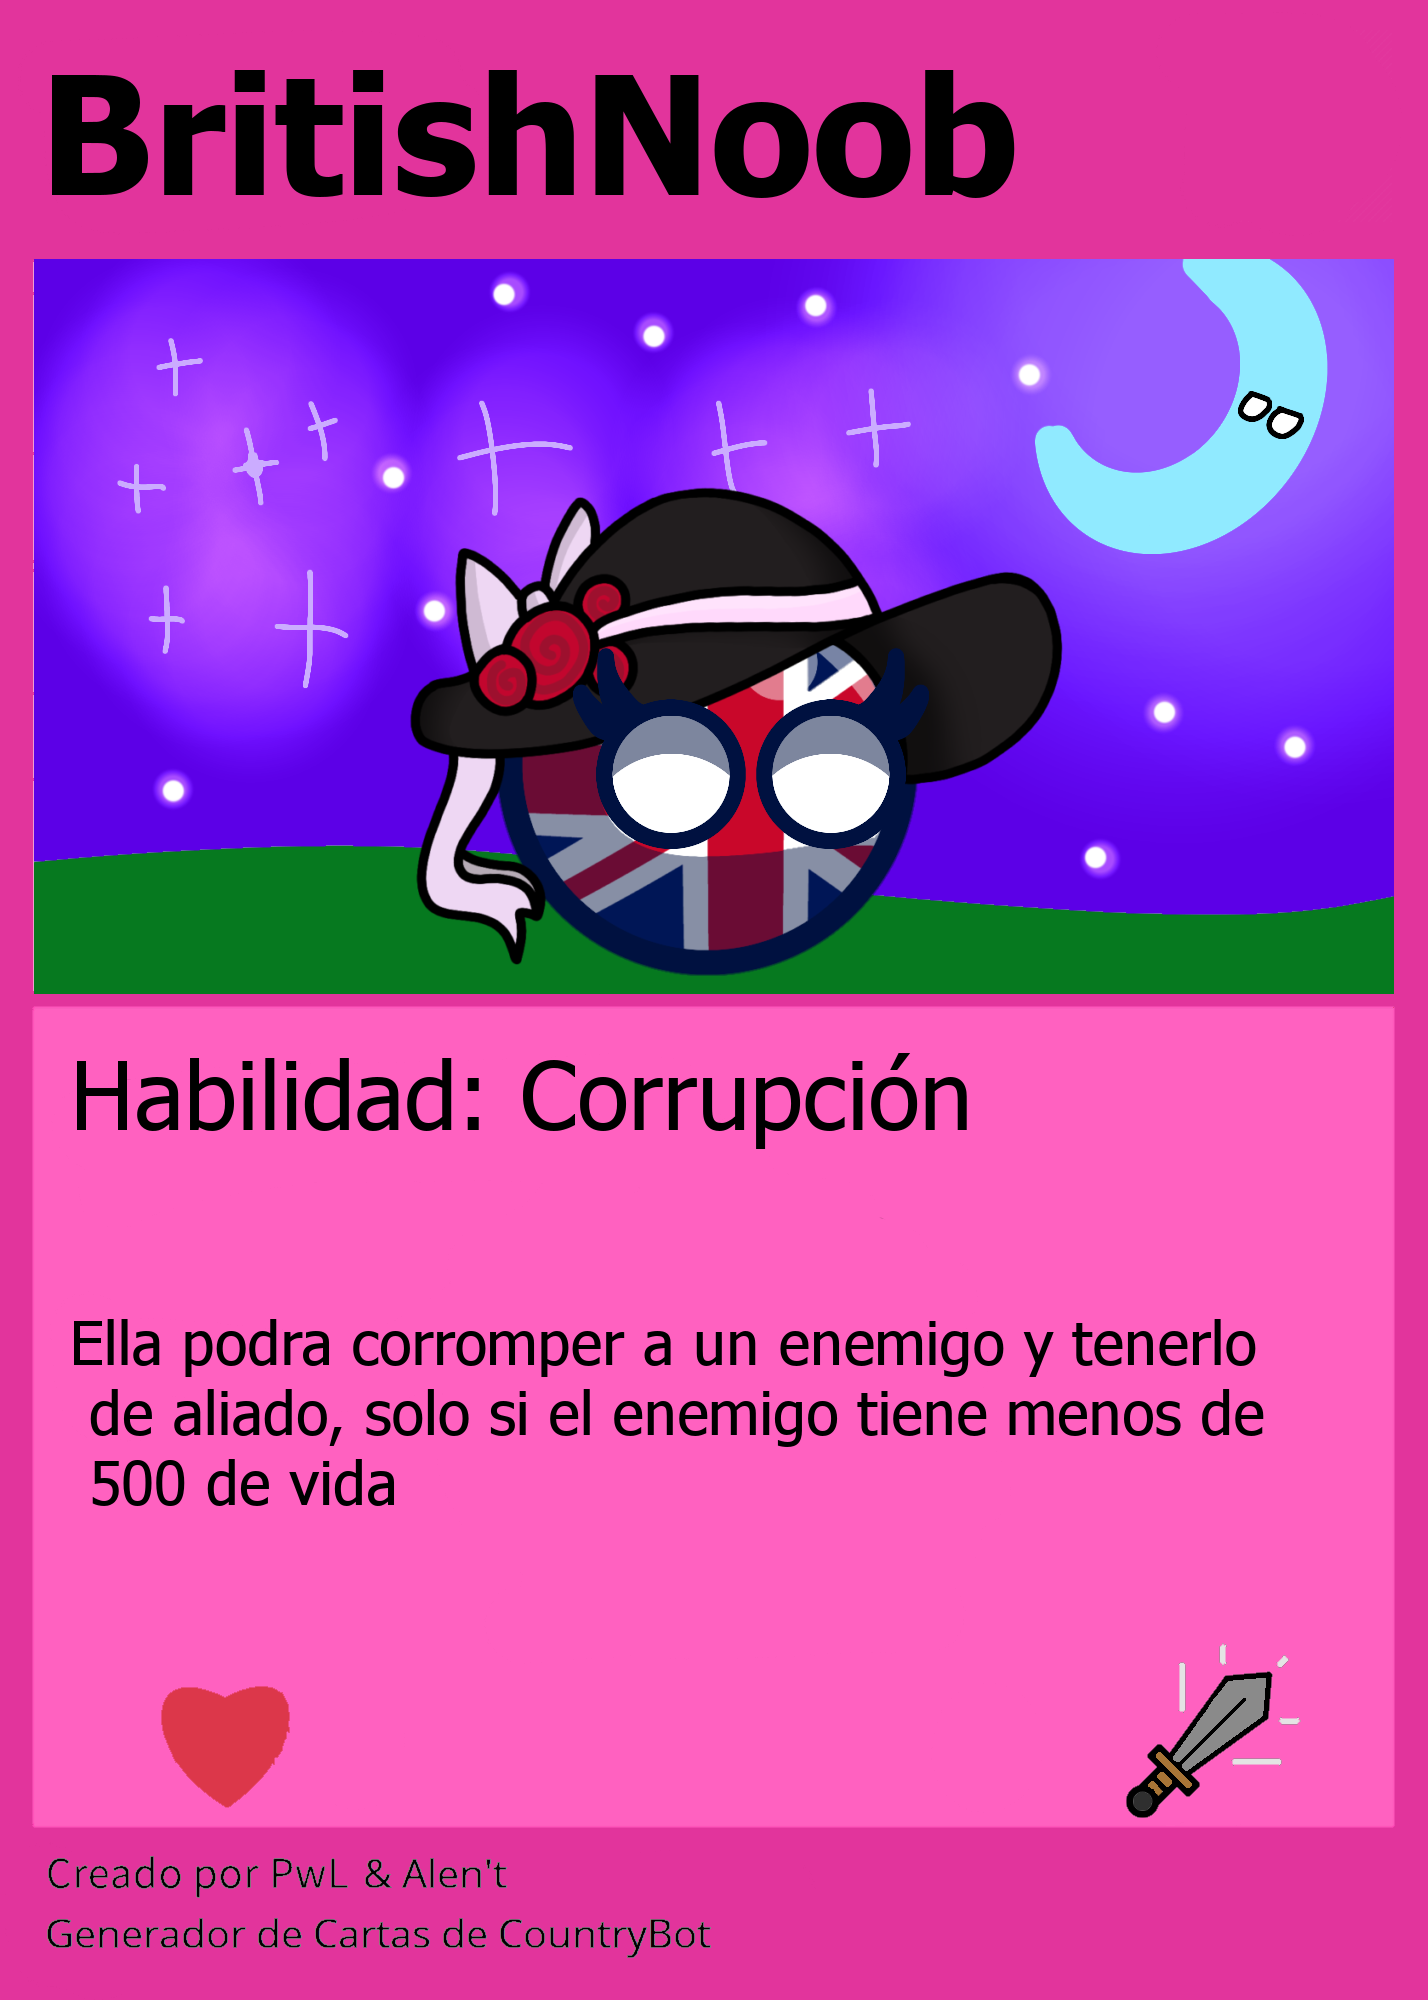 BritishNoob
Habilidad: Corrupción
Ella podra corromper a un enemigo y tenerlo
de aliado, solo si el enemigo tiene menos de
500 de vida
Creado por PwL & Alen't
Generador de Cartas de CountryBot